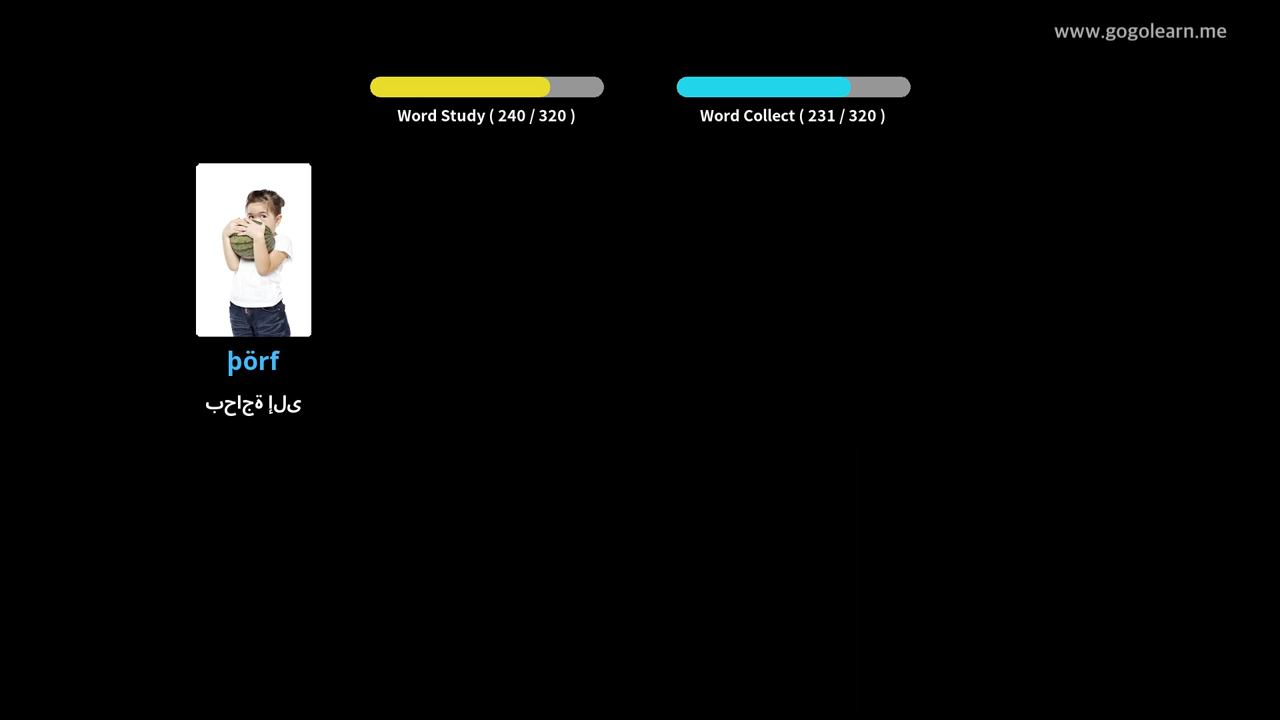 www.gogolearn.me
Word Study ( 240 / 320 )
Word Collect ( 231 / 320 )
þörf
بحاجة إلى